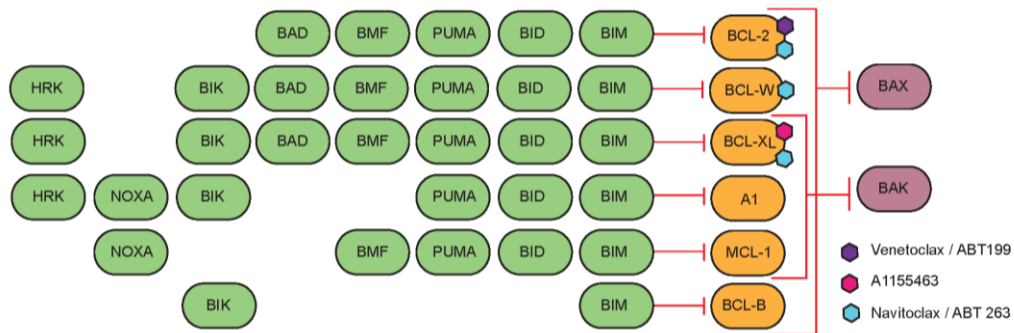 BAD BMF PUMA BID BIM BCL-2
HRK BIK BAD BMF PUMA BID BIM BCL-W BAX
HRK BIK BAD BMF PUMA BID BIM BCL-XL
HRK NOXA BIK PUMA BID BIM A1 BAK
NOXA BMF PUMA BID BIM MCL-1
BIK BIM BCL-B
Venetoclax / ABT199
A1155463
Navitoclax / ABT 263